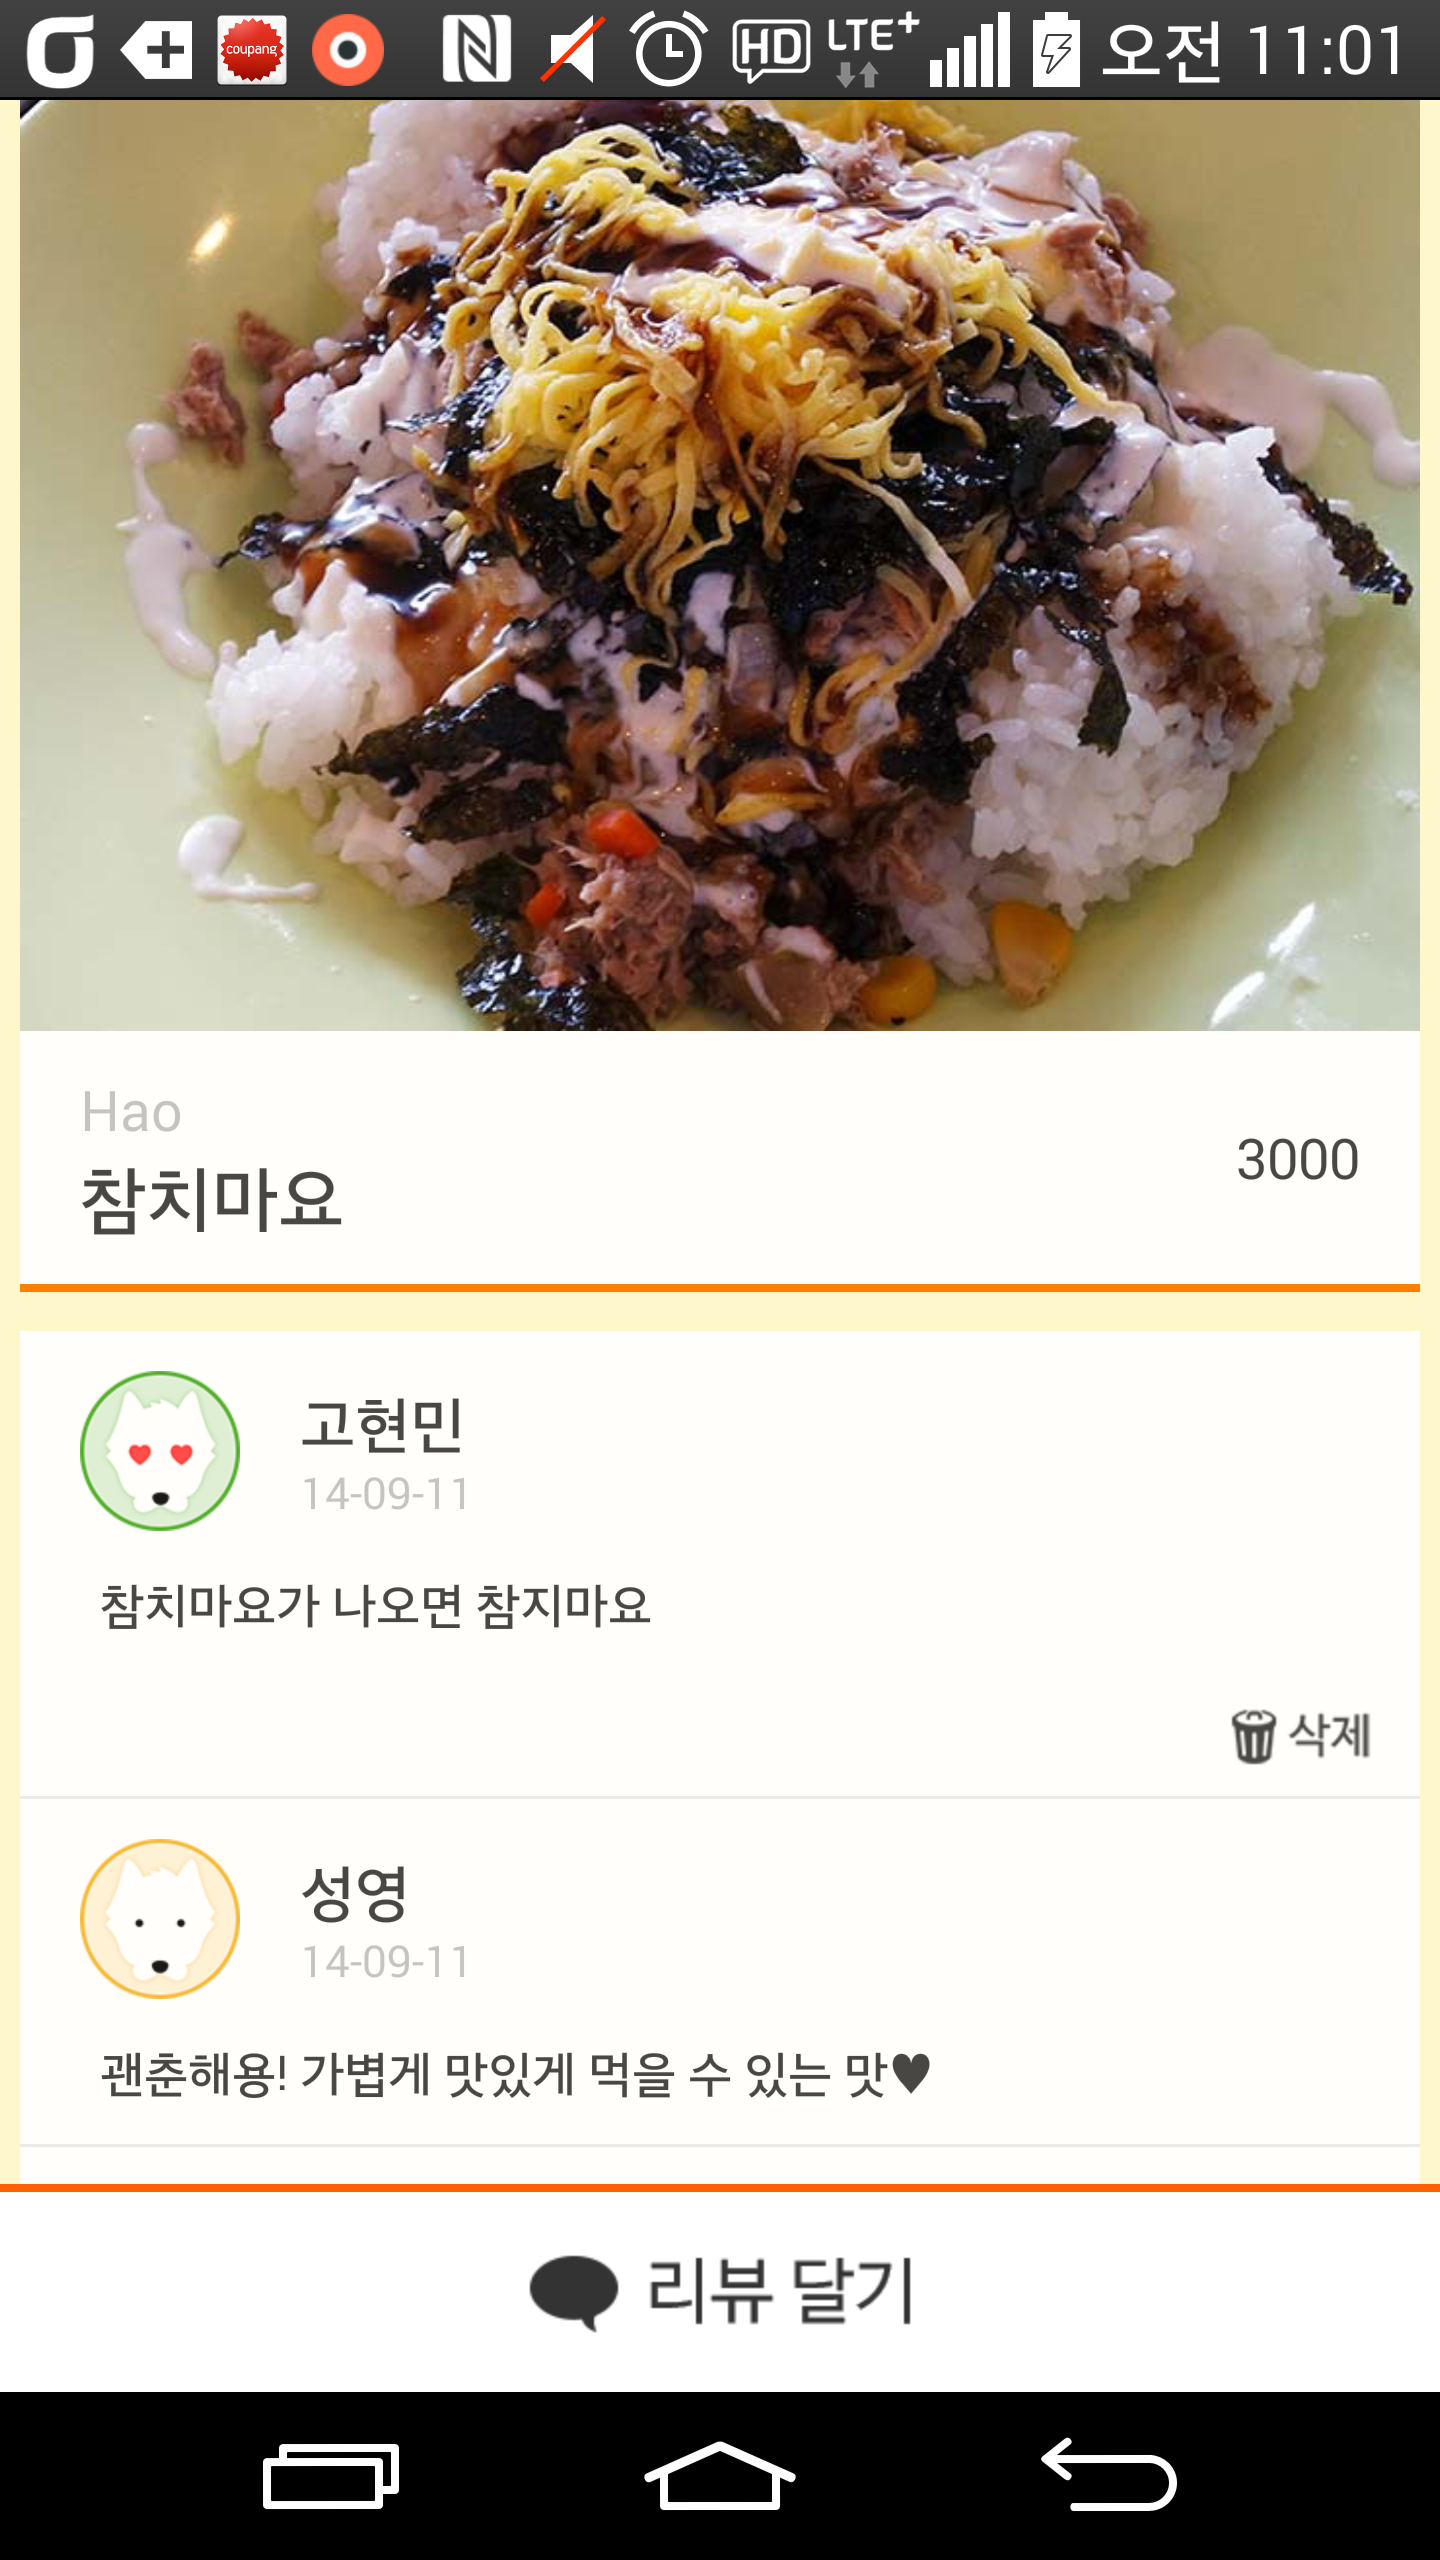 coupang HD LTE+ 오전 11:01
Hao
참치마요
3000
고현민
14-09-11
참치마요가 나오면 참지마요
삭제
성영
14-09-11
괜춘해용! 가볍게 맛있게 먹을 수 있는 맛♥
리뷰 달기